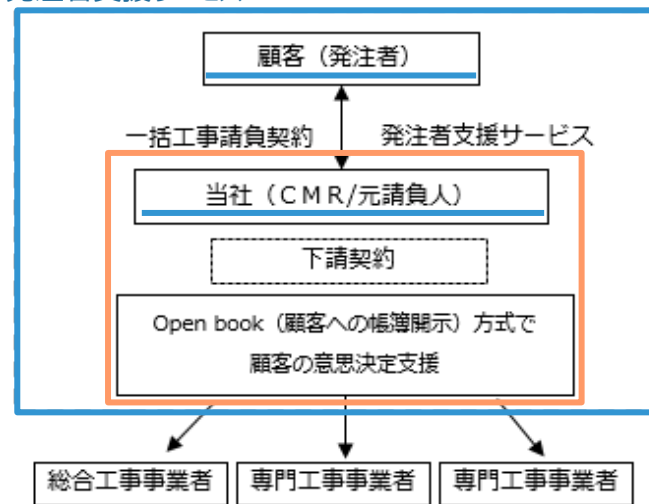 顧客（発注者）
一括工事請負契約 発注者支援サービス
当社（ＣＭＲ/元請負人）
下請契約
Open book（顧客への帳簿開示）方式で
顧客の意思決定支援
総合工事事業者 専門工事事業者 専門工事事業者